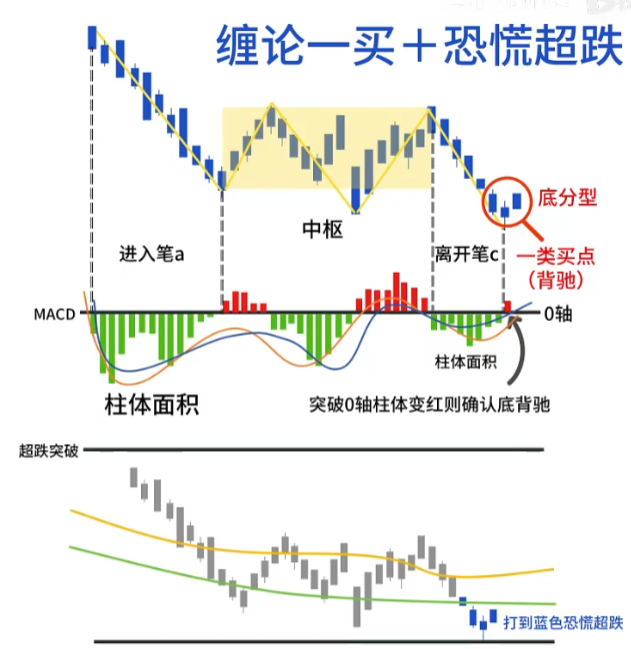 缠论一买＋恐慌超跌
底分型
中枢
进入笔a
离开笔c
一类买点
（背驰）
MACD
0轴
柱体面积
柱体面积
突破0轴柱体变红则确认底背驰
超跌突破
打到蓝色恐慌超跌